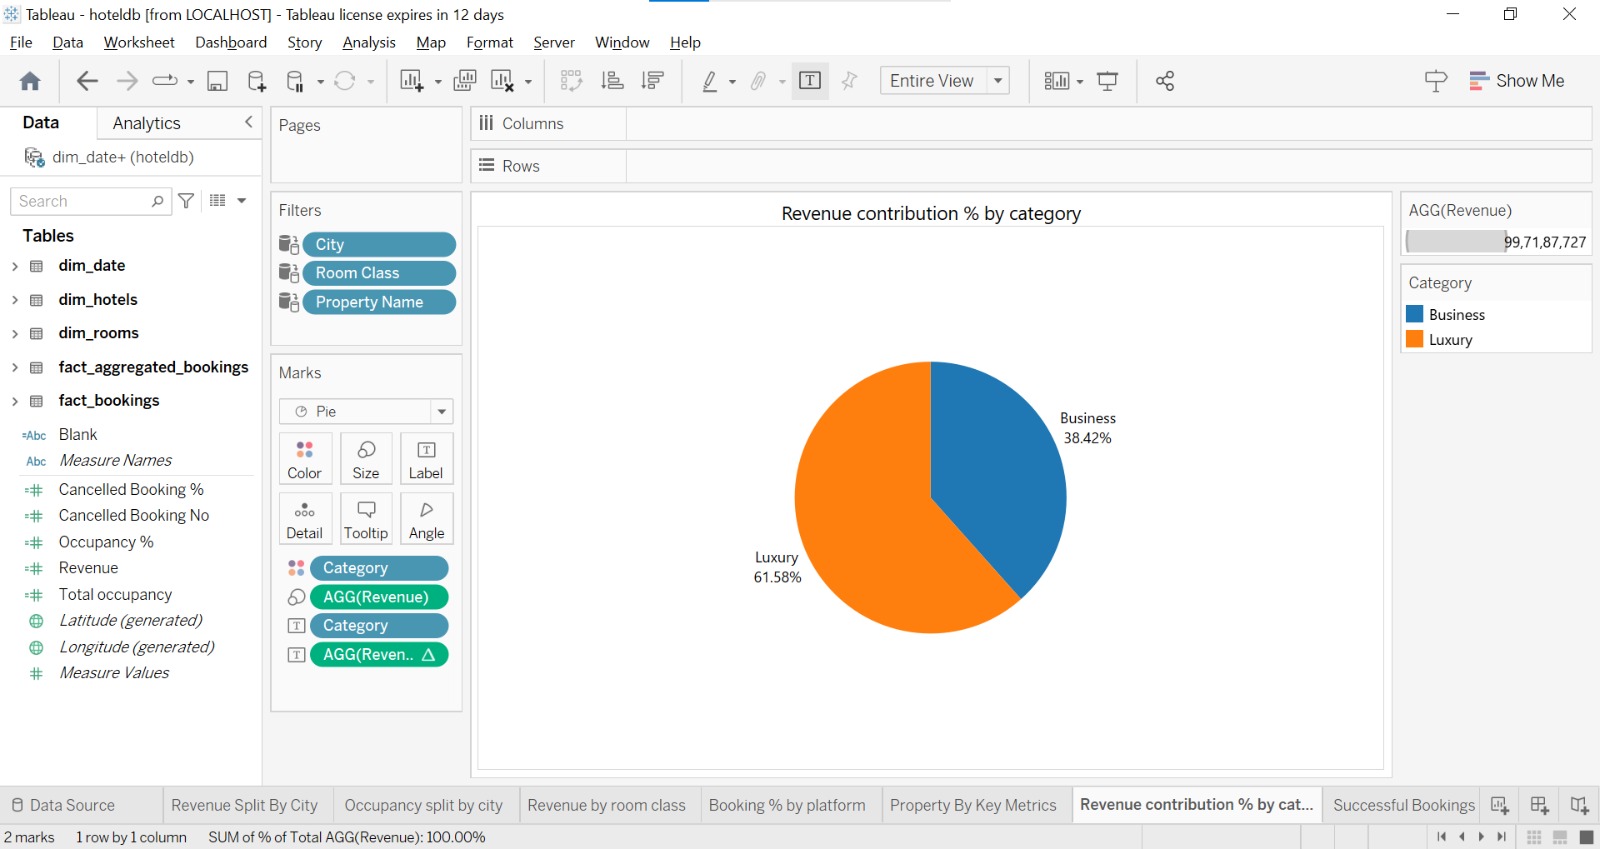 Tableau - hoteldb [from LOCALHOST] - Tableau license expires in 12 days
File Data Worksheet Dashboard Story Analysis Map Format Server Window Help
Entire View
Show Me
Data Analytics
dim_date+ (hoteldb)
Search
Tables
dim_date
dim_hotels
dim_rooms
fact_aggregated_bookings
fact_bookings
=Abc Blank
Abc Measure Names
=# Cancelled Booking %
=# Cancelled Booking No
=# Occupancy %
=# Revenue
=# Total occupancy
Latitude (generated)
Longitude (generated)
# Measure Values
Pages
Filters
City
Room Class
Property Name
Marks
Pie
Color Size Label
Detail Tooltip Angle
Category
AGG(Revenue)
Category
AGG(Reven..
Columns
Rows
Revenue contribution % by category
Business
38.42%
Luxury
61.58%
AGG(Revenue)
99,71,87,727
Category
Business
Luxury
Data Source Revenue Split By City Occupancy split by city Revenue by room class Booking % by platform Property By Key Metrics Revenue contribution % by cat... Successful Bookings
2 marks 1 row by 1 column SUM of % of Total AGG(Revenue): 100.00%